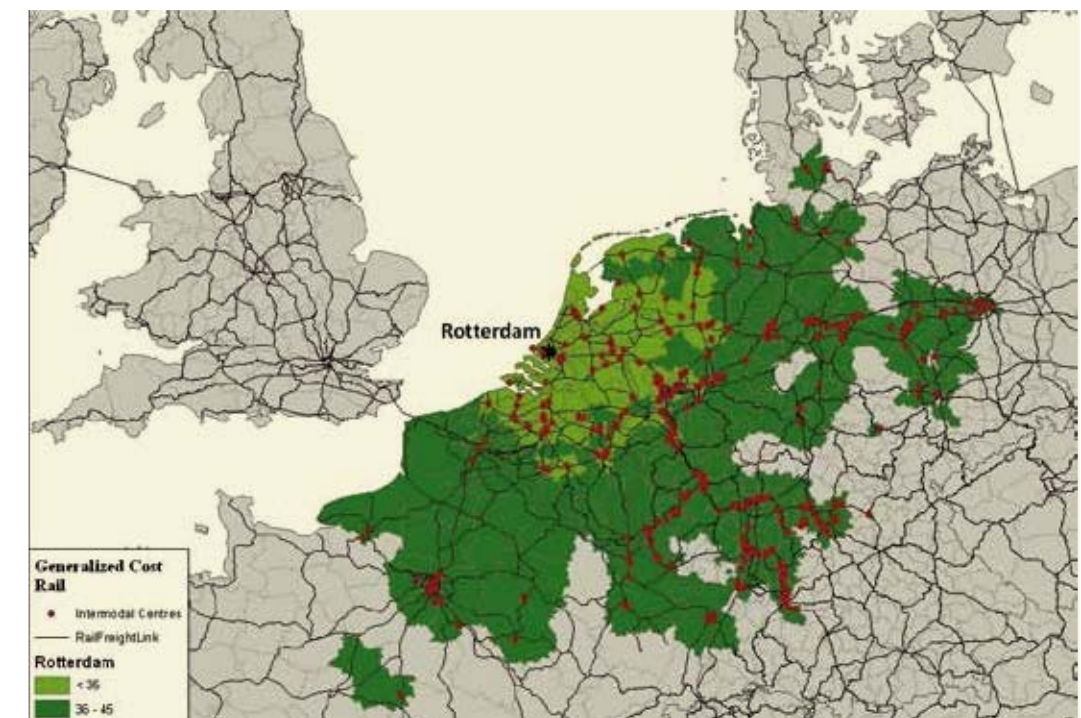 Rotterdam
Generalized Cost
Rail
Intermodal Centres
RailFreightLink
Rotterdam
< 36
36 - 45